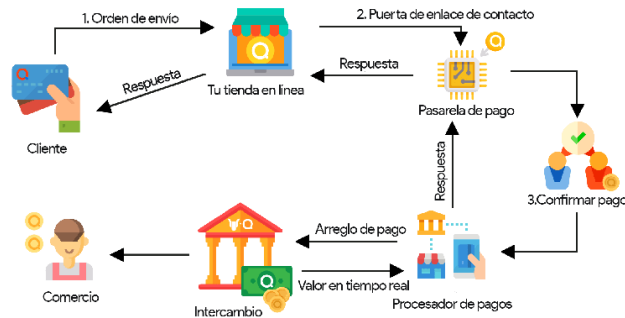 1. Orden de envío
2. Puerta de enlace de contacto
Respuesta
Respuesta
Tu tienda en línea
Pasarela de pago
Cliente
Respuesta
3.Confirmar pago
Arreglo de pago
Valor en tiempo real
Comercio
Intercambio
Procesador de pagos